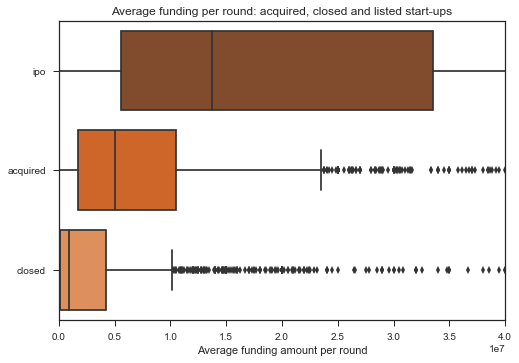 Average funding per round: acquired, closed and listed start-ups
ipo
acquired
closed
0.0 0.5 1.0 1.5 2.0 2.5 3.0 3.5 4.0
1e7
Average funding amount per round